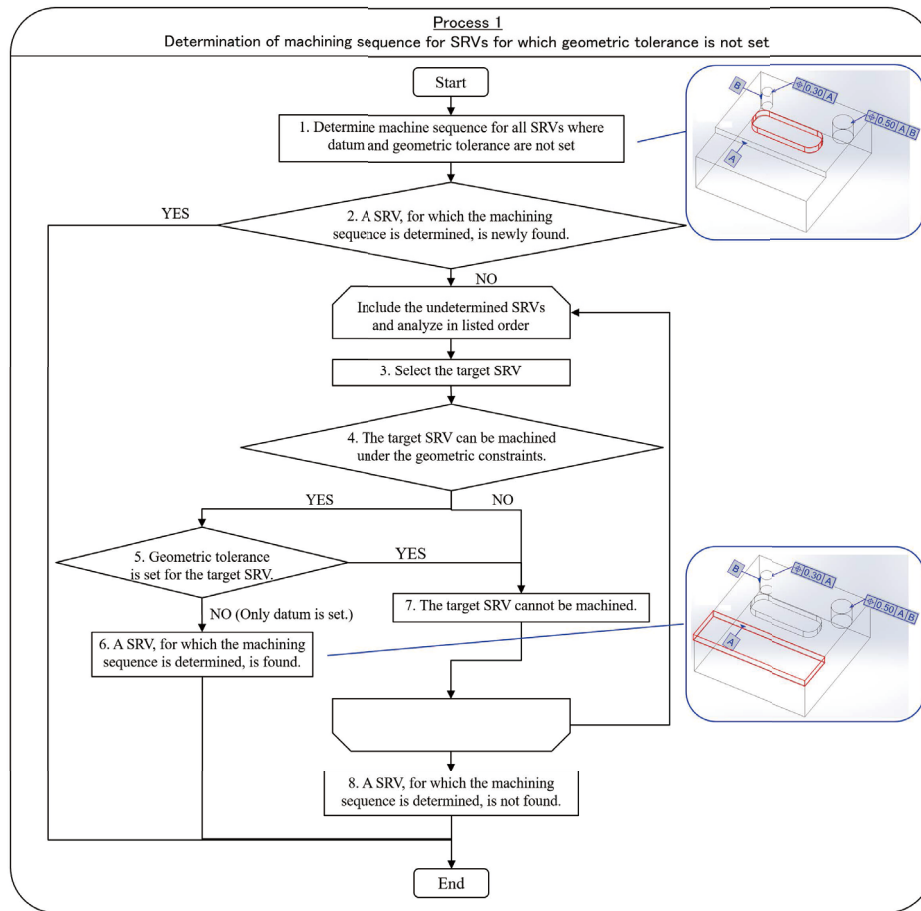 Process 1
Determination of machining sequence for SRVs for which geometric tolerance is not set
Start
1. Determine machine sequence for all SRVs where
datum and geometric tolerance are not set
B
⌖ 0.30 A
⌖ 0.50 A B
A
YES
2. A SRV, for which the machining
sequence is determined, is newly found.
NO
Include the undetermined SRVs
and analyze in listed order
3. Select the target SRV
4. The target SRV can be machined
under the geometric constraints.
YES
NO
5. Geometric tolerance
is set for the target SRV.
YES
B
⌖ 0.30 A
⌖ 0.50 A B
A
NO (Only datum is set.)
7. The target SRV cannot be machined.
6. A SRV, for which the machining
sequence is determined, is found.
8. A SRV, for which the machining
sequence is determined, is not found.
End